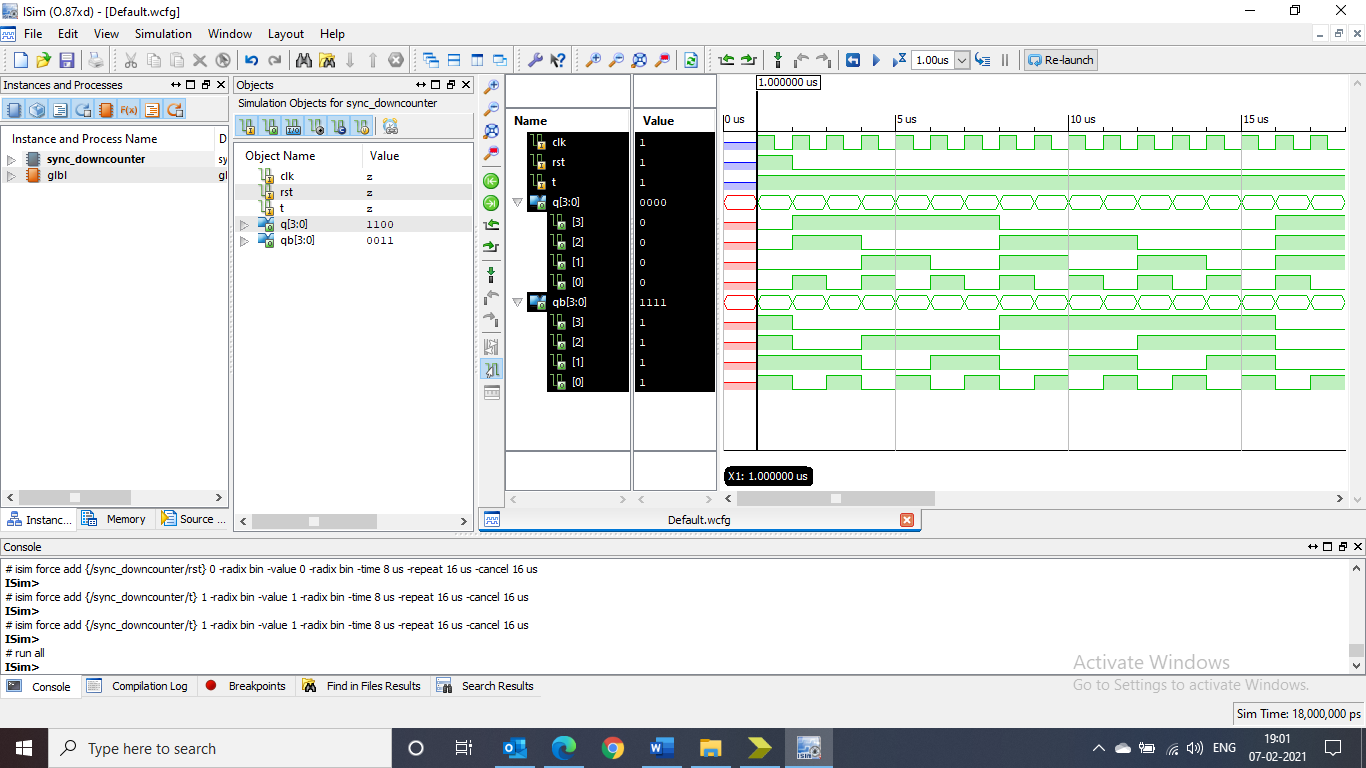 ISim (O.87xd) - [Default.wcfg]
File Edit View Simulation Window Layout Help
1.00us
Re-launch
Instances and Processes
Instance and Process Name D
sync_downcounter sy
glbl gl
Instanc... Memory Source ...
Objects
Simulation Objects for sync_downcounter
Object Name Value
clk z
rst z
t z
q[3:0] 1100
qb[3:0] 0011
Name Value
clk 1
rst 1
t 1
q[3:0] 0000
[3] 0
[2] 0
[1] 0
[0] 0
qb[3:0] 1111
[3] 1
[2] 1
[1] 1
[0] 1
1.000000 us
0 us 5 us 10 us 15 us
X1: 1.000000 us
Default.wcfg
Console
# isim force add {/sync_downcounter/rst} 0 -radix bin -value 0 -radix bin -time 8 us -repeat 16 us -cancel 16 us
ISim>
# isim force add {/sync_downcounter/t} 1 -radix bin -value 1 -radix bin -time 8 us -repeat 16 us -cancel 16 us
ISim>
# isim force add {/sync_downcounter/t} 1 -radix bin -value 1 -radix bin -time 8 us -repeat 16 us -cancel 16 us
ISim>
# run all
ISim>
Activate Windows
Go to Settings to activate Windows.
Console Compilation Log Breakpoints Find in Files Results Search Results
Sim Time: 18,000,000 ps
Type here to search
ENG
19:01
07-02-2021